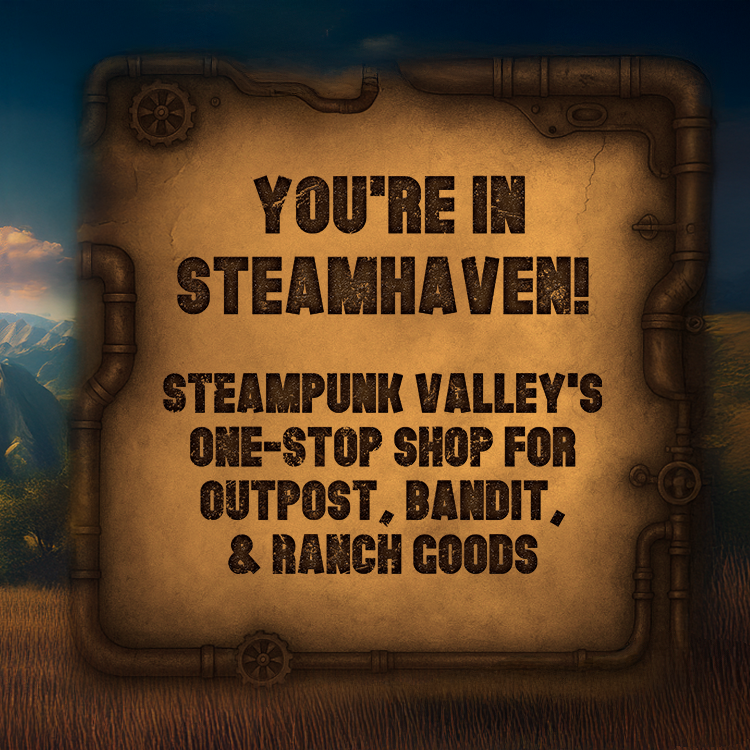 YOU'RE IN
STEAMHAVEN!
STEAMPUNK VALLEY'S
ONE-STOP SHOP FOR
OUTPOST, BANDIT,
& RANCH GOODS